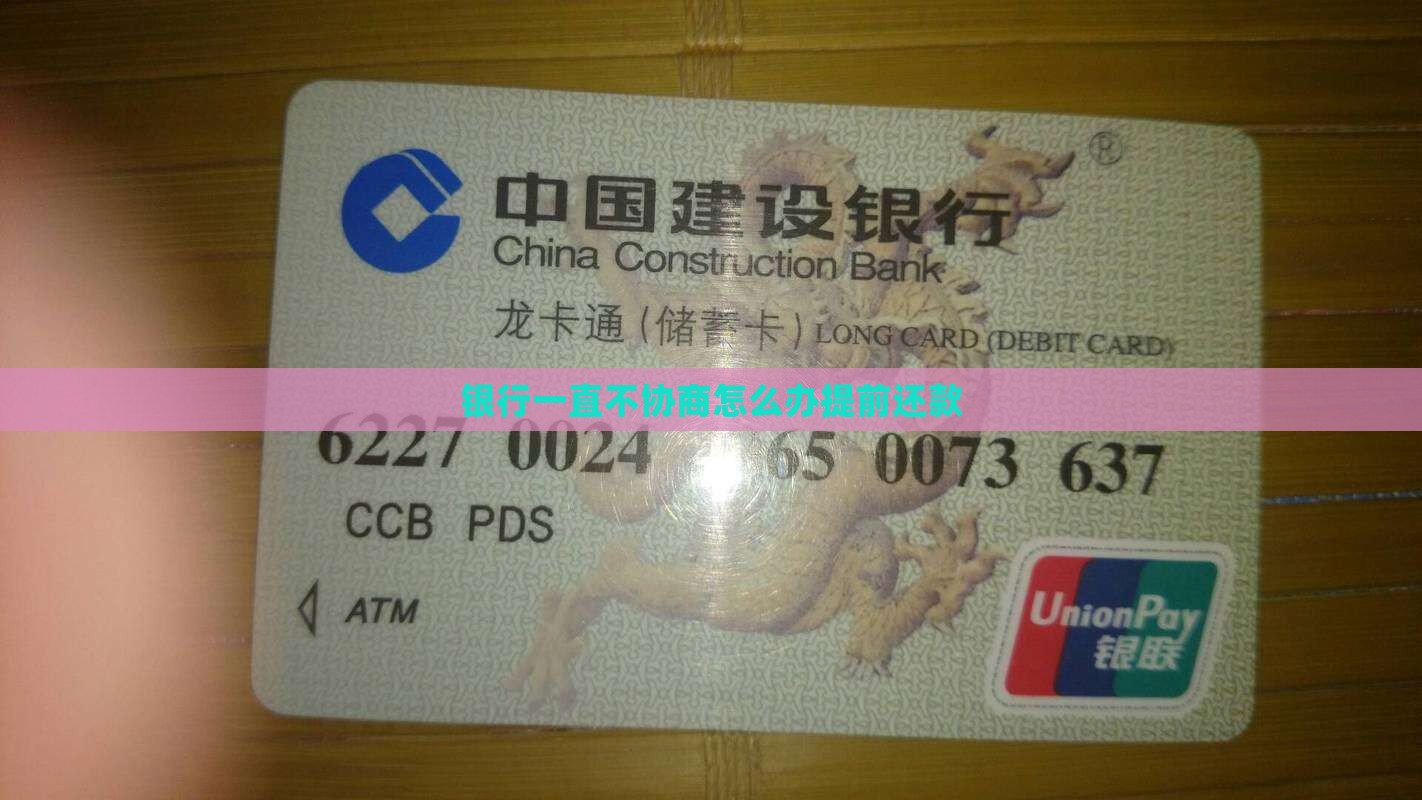 ®
中国建设银行
China Construction Bank
龙卡通(储蓄卡) LONG CARD (DEBIT CARD)
银行一直不协商怎么办提前还款
6227 0024 65 0073 637
CCB PDS
ATM
UnionPay
银联